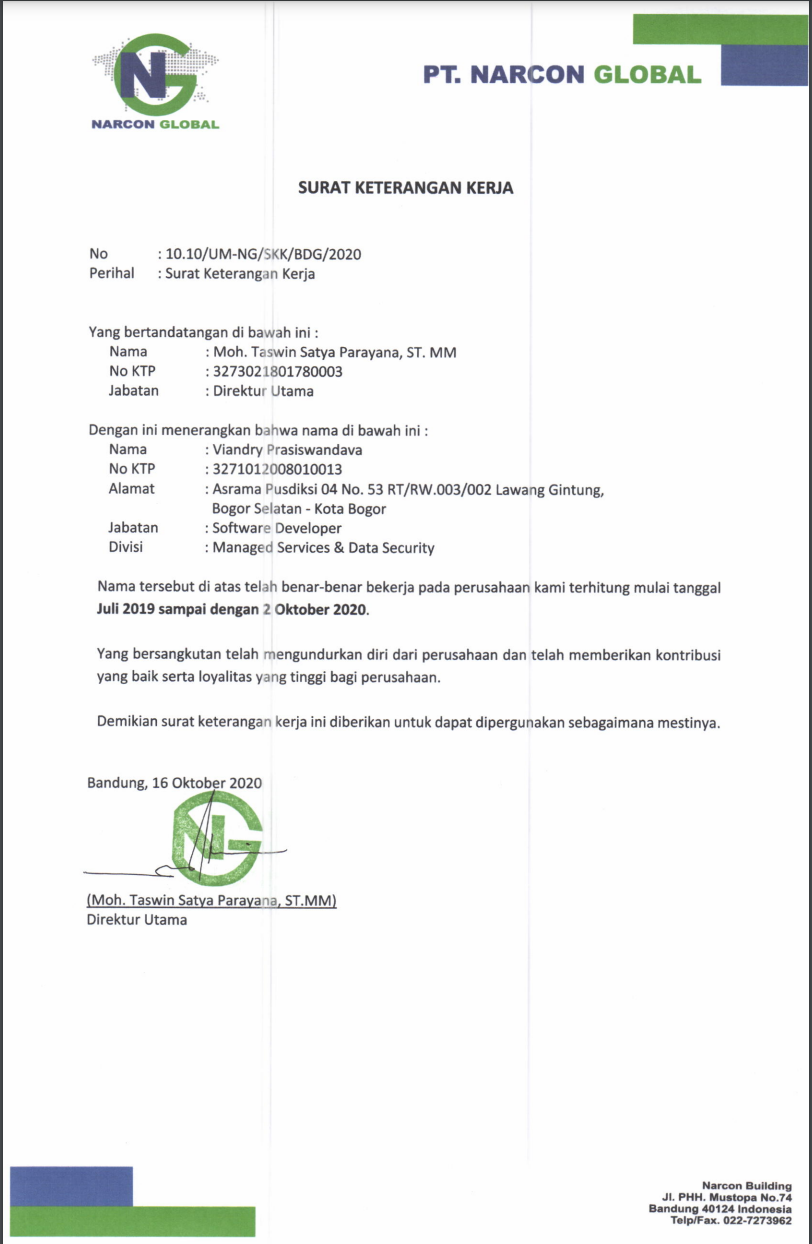 NG
NARCON GLOBAL
PT. NARCON GLOBAL
SURAT KETERANGAN KERJA
No : 10.10/UM-NG/SKK/BDG/2020
Perihal : Surat Keterangan Kerja
Yang bertandatangan di bawah ini :
Nama : Moh. Taswin Satya Parayana, ST. MM
No KTP : 3273021801780003
Jabatan : Direktur Utama
Dengan ini menerangkan bahwa nama di bawah ini :
Nama : Viandry Prasiswandava
No KTP : 3271012008010013
Alamat : Asrama Pusdiksi 04 No. 53 RT/RW.003/002 Lawang Gintung,
Bogor Selatan - Kota Bogor
Jabatan : Software Developer
Divisi : Managed Services & Data Security
Nama tersebut di atas telah benar-benar bekerja pada perusahaan kami terhitung mulai tanggal
Juli 2019 sampai dengan 2 Oktober 2020.
Yang bersangkutan telah mengundurkan diri dari perusahaan dan telah memberikan kontribusi
yang baik serta loyalitas yang tinggi bagi perusahaan.
Demikian surat keterangan kerja ini diberikan untuk dapat dipergunakan sebagaimana mestinya.
Bandung, 16 Oktober 2020
NG
(Moh. Taswin Satya Parayana, ST.MM)
Direktur Utama
Narcon Building
Jl. PHH. Mustopa No.74
Bandung 40124 Indonesia
Telp/Fax. 022-7273962